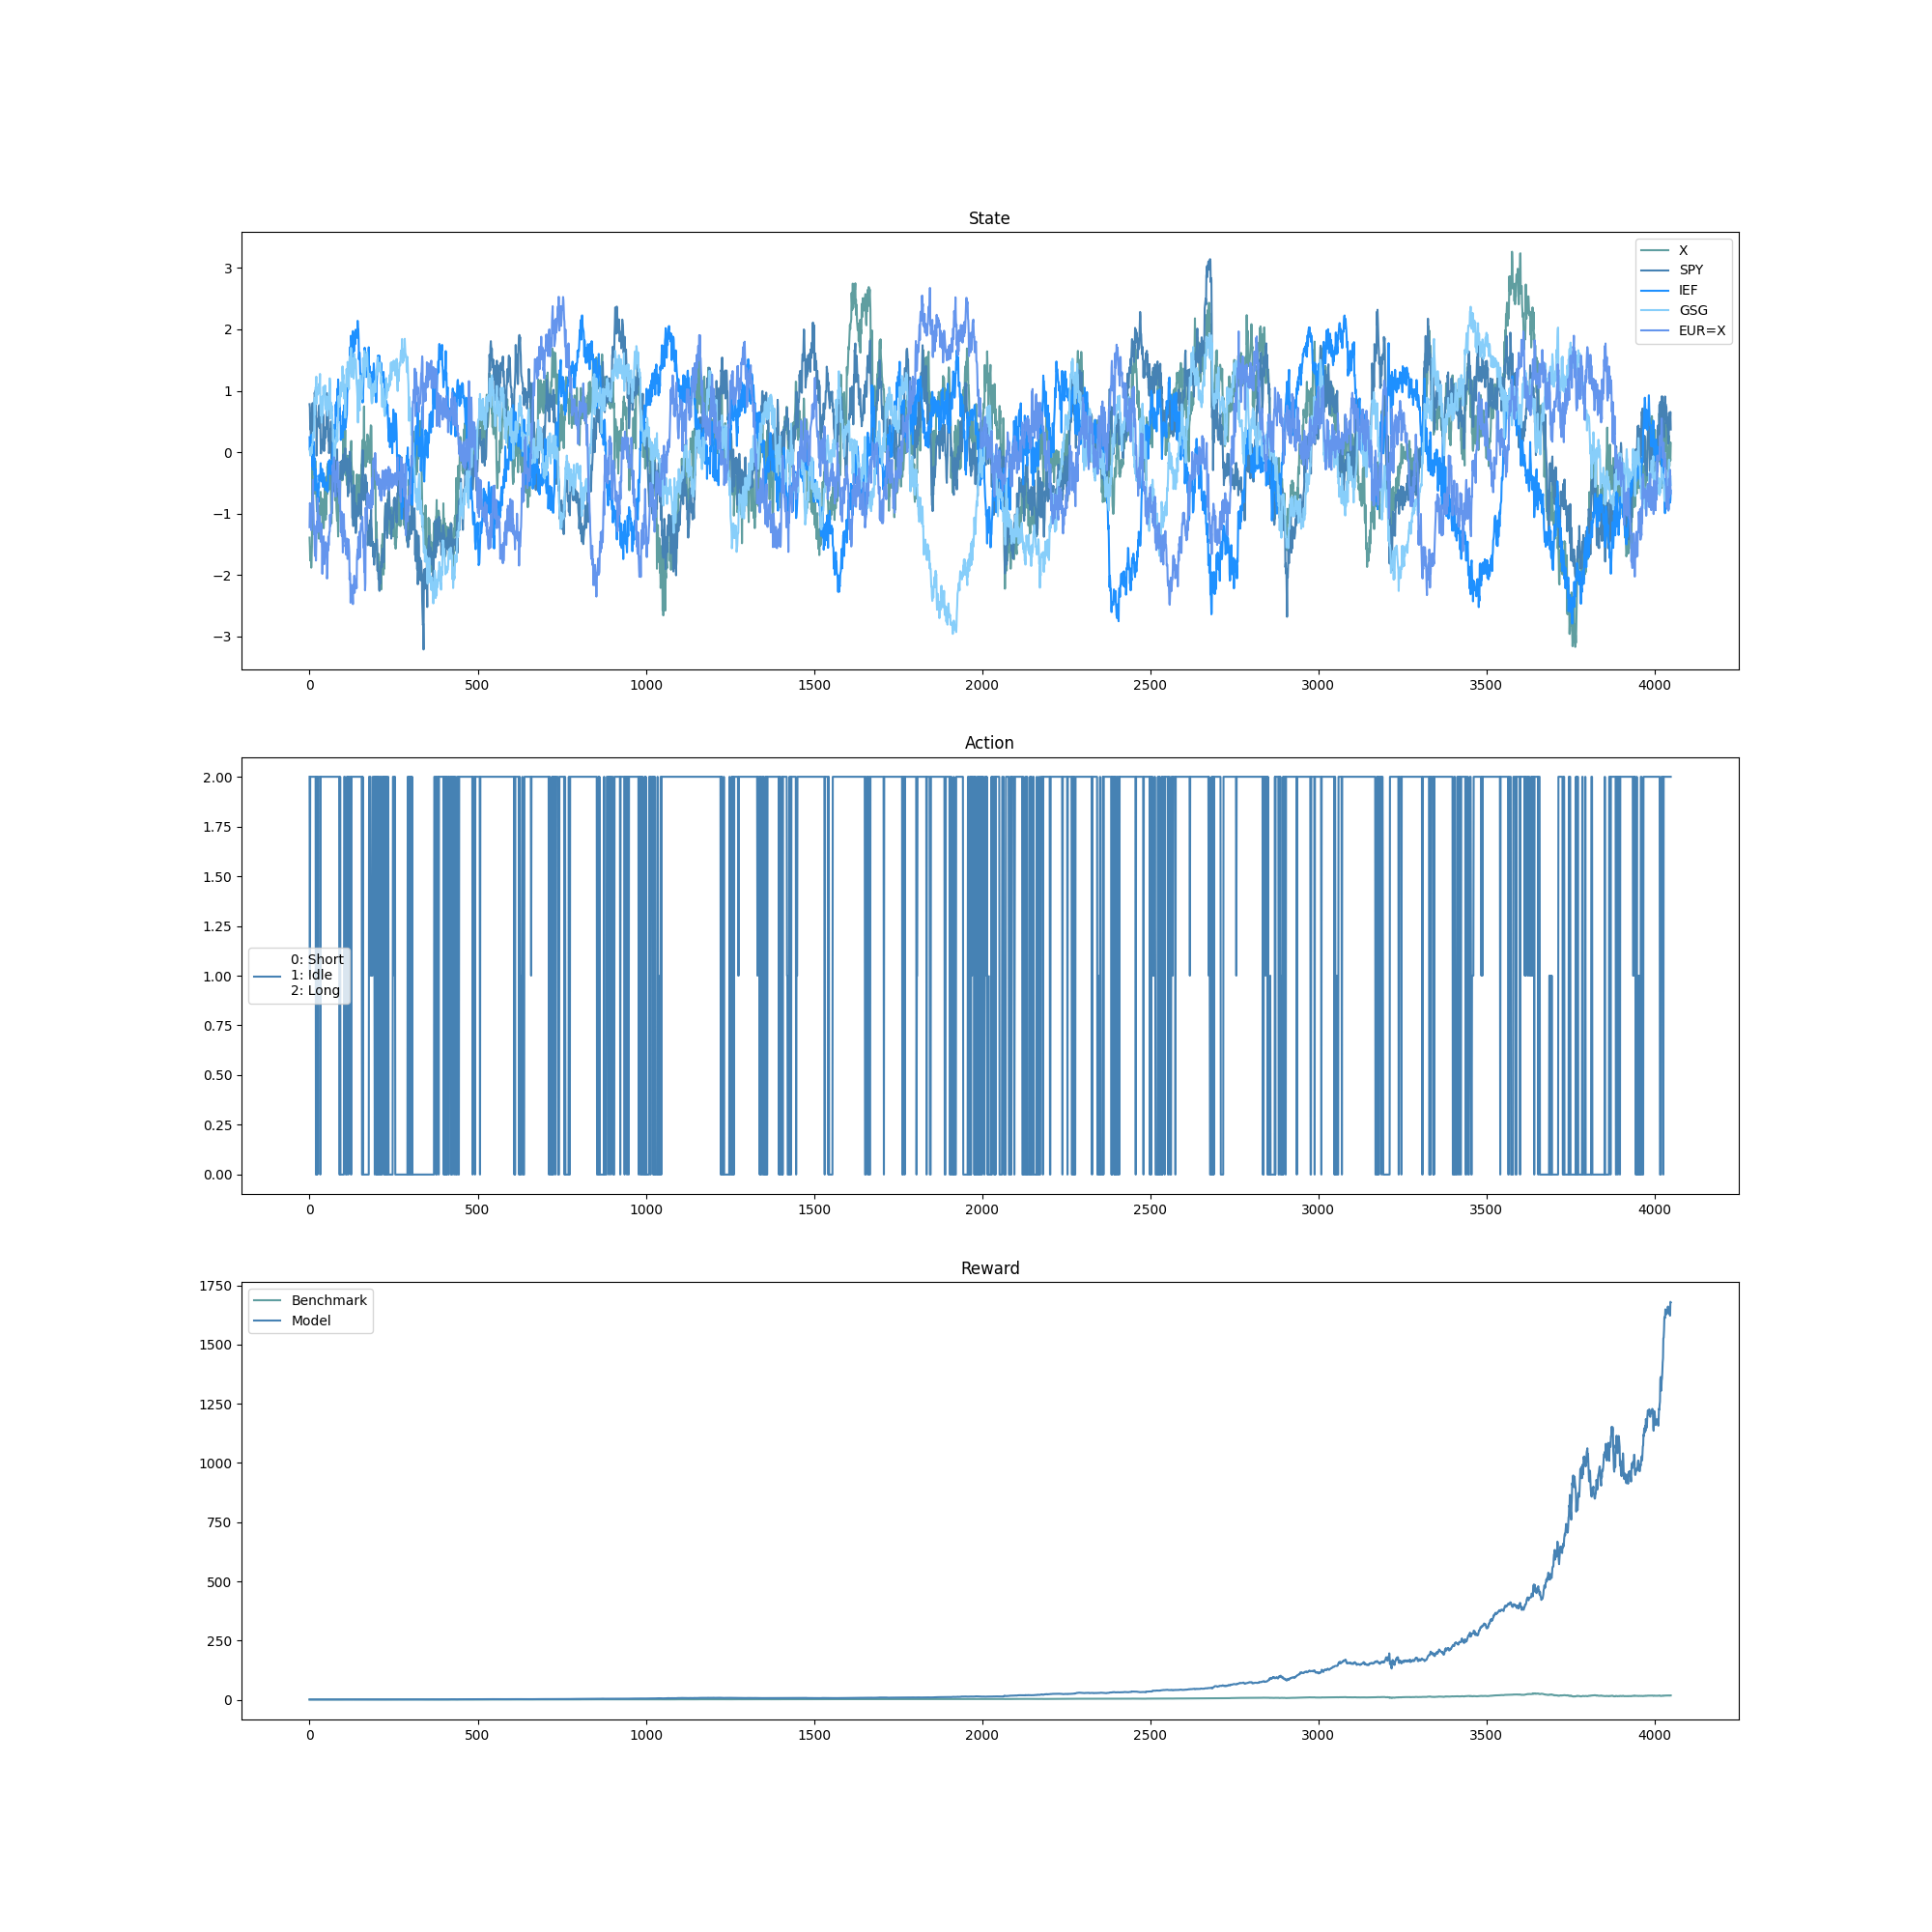 State
3
2
1
0
−1
−2
−3
X
SPY
IEF
GSG
EUR=X
0 500 1000 1500 2000 2500 3000 3500 4000
Action
2.00
1.75
1.50
1.25
1.00
0.75
0.50
0.25
0.00
0: Short
1: Idle
2: Long
0 500 1000 1500 2000 2500 3000 3500 4000
Reward
1750
1500
1250
1000
750
500
250
0
Benchmark
Model
0 500 1000 1500 2000 2500 3000 3500 4000